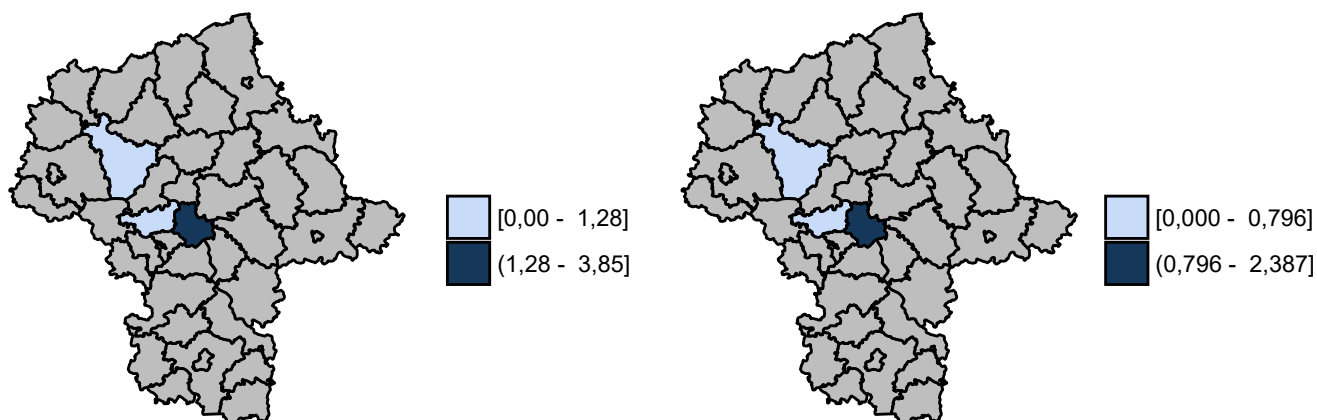 [0,00 - 1,28]
(1,28 - 3,85]
[0,000 - 0,796]
(0,796 - 2,387]